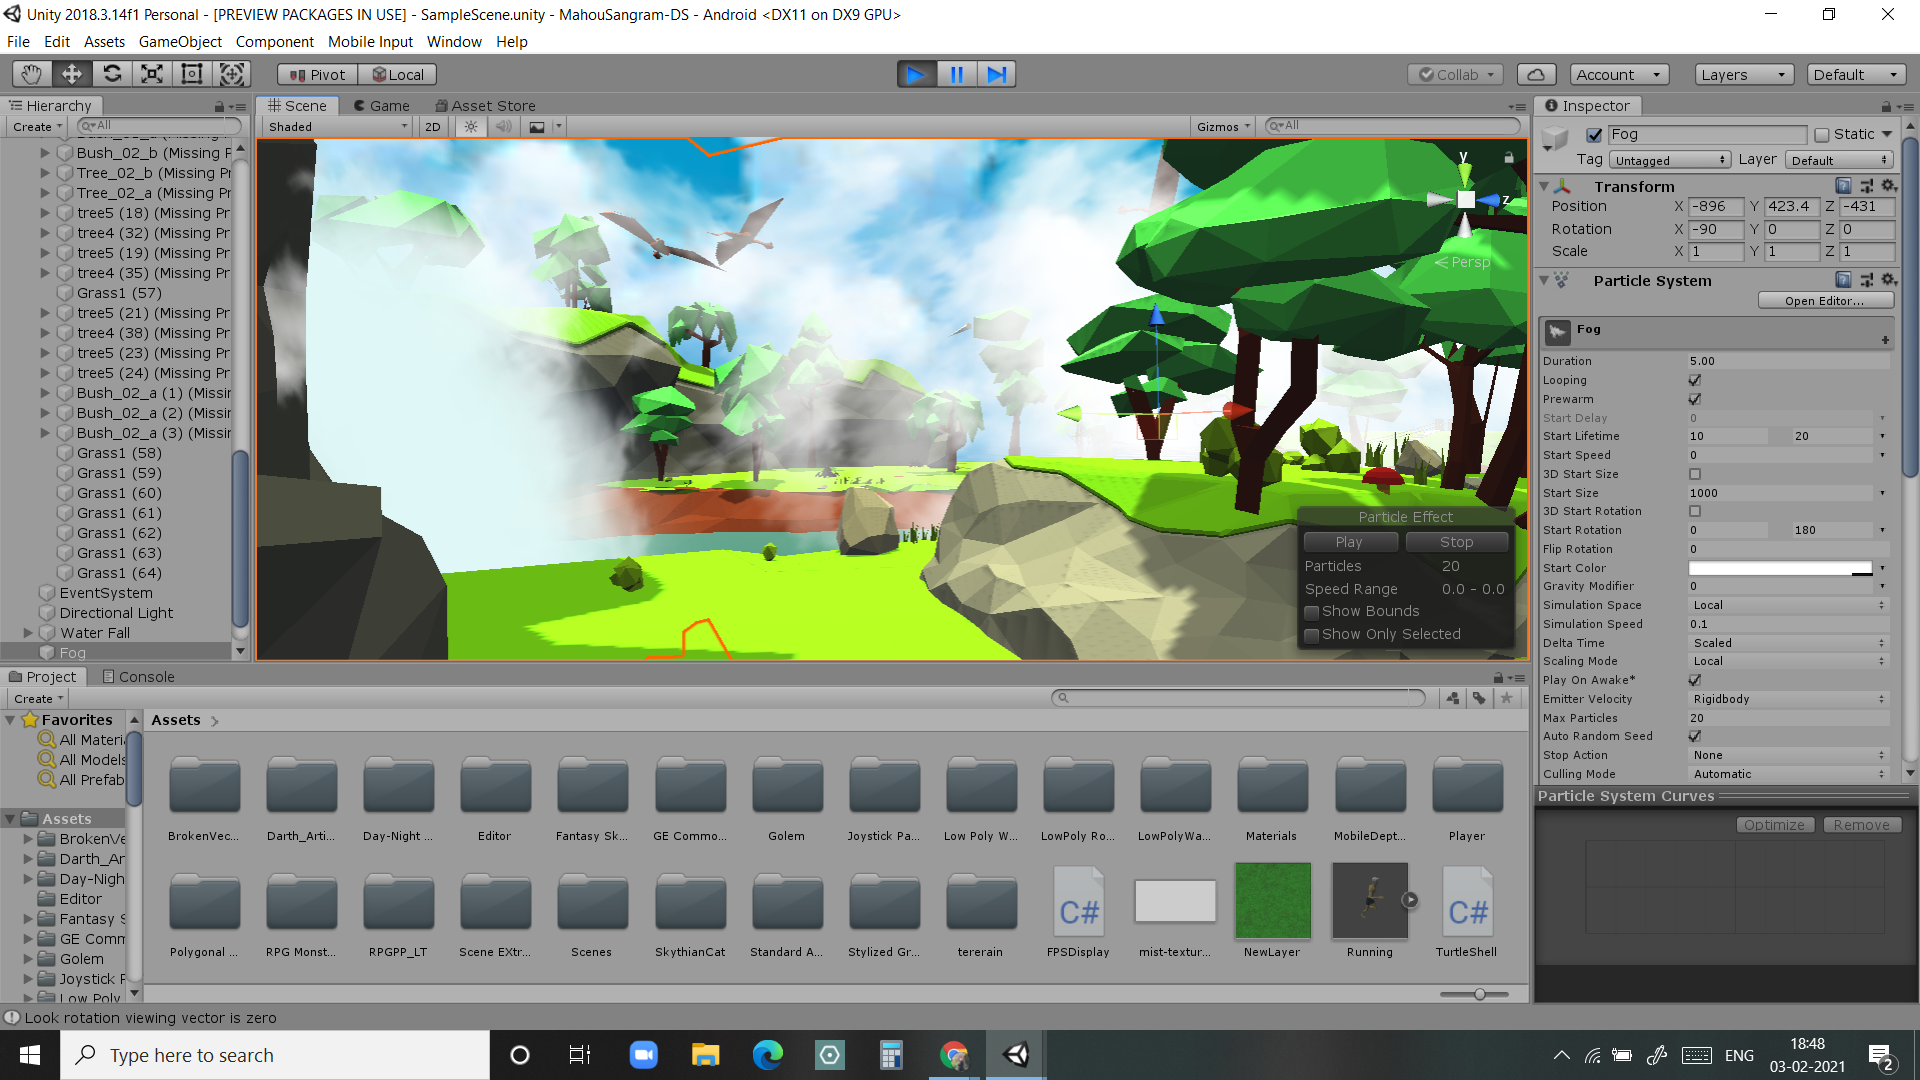 Unity 2018.3.14f1 Personal - [PREVIEW PACKAGES IN USE] - SampleScene.unity - MahouSangram-DS - Android <DX11 on DX9 GPU>
File Edit Assets GameObject Component Mobile Input Window Help
Pivot Local Collab Account Layers Default
Hierarchy
Create All
Bush_02_b (Missing P
Tree_02_b (Missing Pr
Tree_02_a (Missing Pr
tree5 (18) (Missing Pr
tree4 (32) (Missing Pr
tree5 (19) (Missing Pr
tree4 (35) (Missing Pr
Grass1 (57)
tree5 (21) (Missing Pr
tree4 (38) (Missing Pr
tree5 (23) (Missing Pr
tree5 (24) (Missing Pr
Bush_02_a (1) (Missin
Bush_02_a (2) (Missin
Bush_02_a (3) (Missin
Grass1 (58)
Grass1 (59)
Grass1 (60)
Grass1 (61)
Grass1 (62)
Grass1 (63)
Grass1 (64)
EventSystem
Directional Light
Water Fall
Fog
Scene Game Asset Store
Shaded 2D Gizmos All
y
z
Persp
Particle Effect
Play Stop
Particles 20
Speed Range 0.0 - 0.0
Show Bounds
Show Only Selected
Inspector
Fog Static
Tag Untagged Layer Default
Transform
Position X -896 Y 423.4 Z -431
Rotation X -90 Y 0 Z 0
Scale X 1 Y 1 Z 1
Particle System
Open Editor...
Fog
Duration 5.00
Looping
Prewarm
Start Delay 0
Start Lifetime 10 20
Start Speed 0
3D Start Size
Start Size 1000
3D Start Rotation
Start Rotation 0 180
Flip Rotation 0
Start Color
Gravity Modifier 0
Simulation Space Local
Simulation Speed 0.1
Delta Time Scaled
Scaling Mode Local
Play On Awake*
Emitter Velocity Rigidbody
Max Particles 20
Auto Random Seed
Stop Action None
Culling Mode Automatic
Particle System Curves
Optimize Remove
Project Console
Create
Favorites
All Materi
All Models
All Prefab
Assets
BrokenVe
Darth_Ar
Day-Nigh
Editor
Fantasy S
GE Comm
Golem
Joystick F
Low Poly
Assets
BrokenVec... Darth_Arti... Day-Night ... Editor Fantasy Sk... GE Commo... Golem Joystick Pa... Low Poly W... LowPoly Ro... LowPolyWa... Materials MobileDept... Player
C# C#
Polygonal ... RPG Monst... RPGPP_LT Scene EXtr... Scenes SkythianCat Standard A... Stylized Gr... tererain FPSDisplay mist-textur... NewLayer Running TurtleShell
Look rotation viewing vector is zero
Type here to search
ENG
18:48
03-02-2021
2